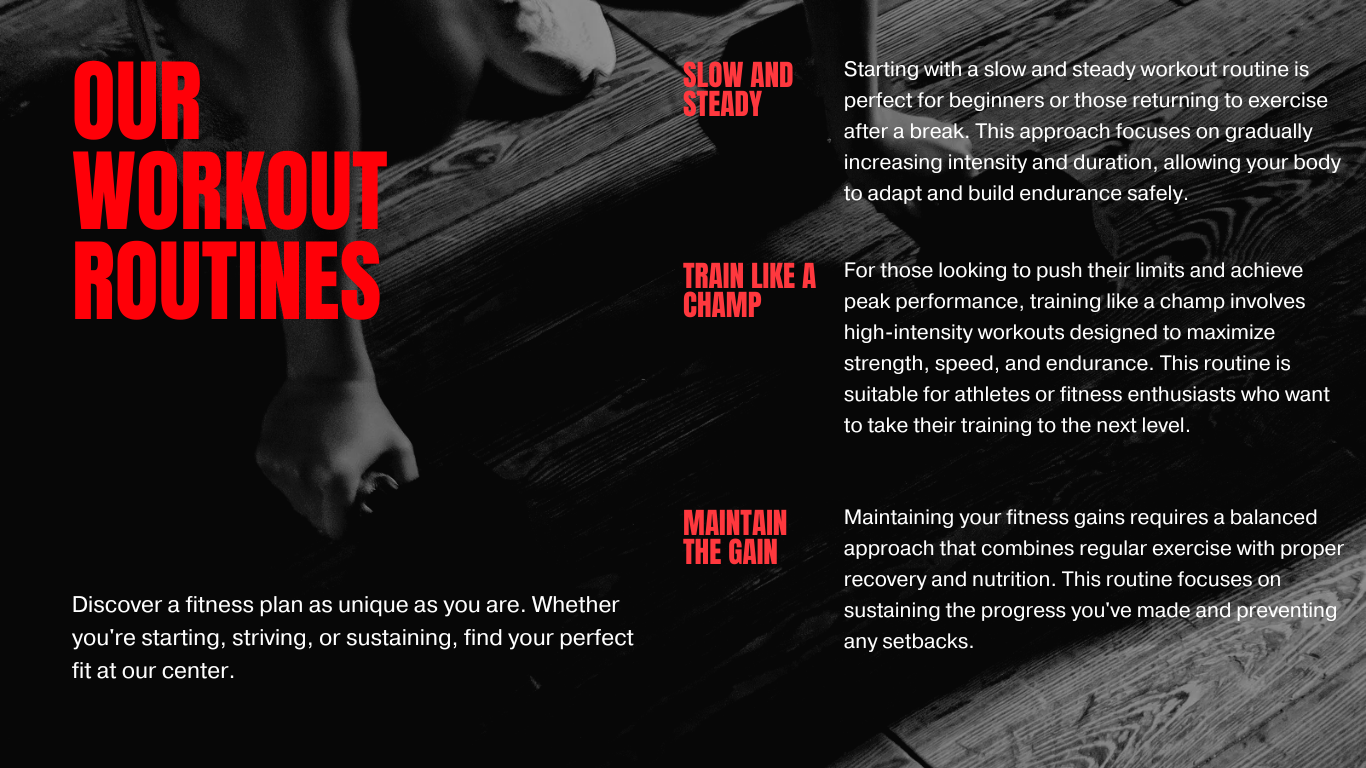 OUR
WORKOUT
ROUTINES
Discover a fitness plan as unique as you are. Whether
you're starting, striving, or sustaining, find your perfect
fit at our center.
SLOW AND
STEADY
Starting with a slow and steady workout routine is
perfect for beginners or those returning to exercise
after a break. This approach focuses on gradually
increasing intensity and duration, allowing your body
to adapt and build endurance safely.
TRAIN LIKE A
CHAMP
For those looking to push their limits and achieve
peak performance, training like a champ involves
high-intensity workouts designed to maximize
strength, speed, and endurance. This routine is
suitable for athletes or fitness enthusiasts who want
to take their training to the next level.
MAINTAIN
THE GAIN
Maintaining your fitness gains requires a balanced
approach that combines regular exercise with proper
recovery and nutrition. This routine focuses on
sustaining the progress you've made and preventing
any setbacks.